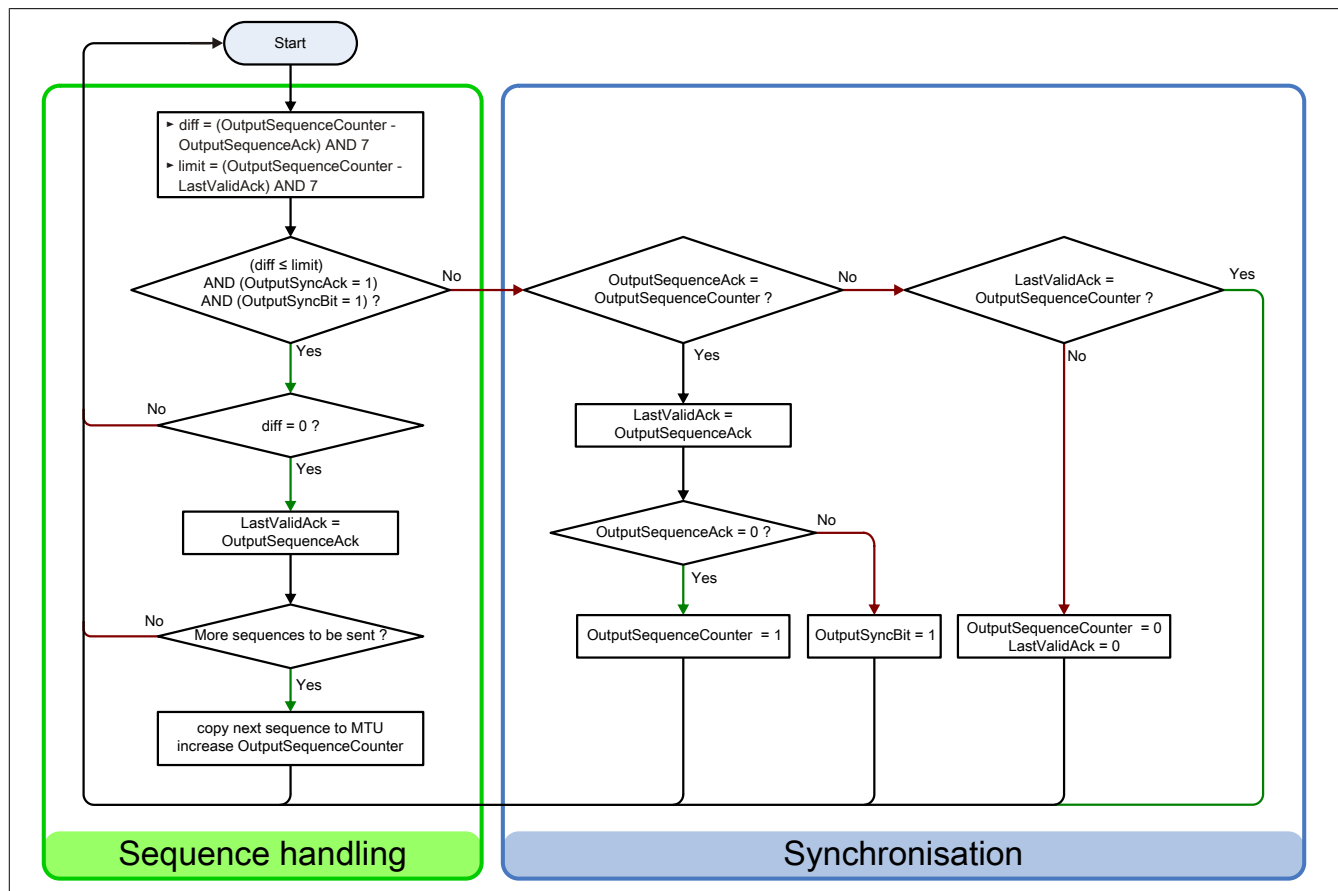 Start
► diff = (OutputSequenceCounter -
OutputSequenceAck) AND 7
► limit = (OutputSequenceCounter -
LastValidAck) AND 7
(diff ≤ limit)
AND (OutputSyncAck = 1)
AND (OutputSyncBit = 1) ?
No
Yes
diff = 0 ?
No
Yes
LastValidAck =
OutputSequenceAck
More sequences to be sent ?
No
Yes
copy next sequence to MTU
increase OutputSequenceCounter
Sequence handling
OutputSequenceAck =
OutputSequenceCounter ?
No
Yes
LastValidAck =
OutputSequenceAck
OutputSequenceAck = 0 ?
No
Yes
OutputSequenceCounter = 1
OutputSyncBit = 1
LastValidAck =
OutputSequenceCounter ?
Yes
No
OutputSequenceCounter = 0
LastValidAck = 0
Synchronisation